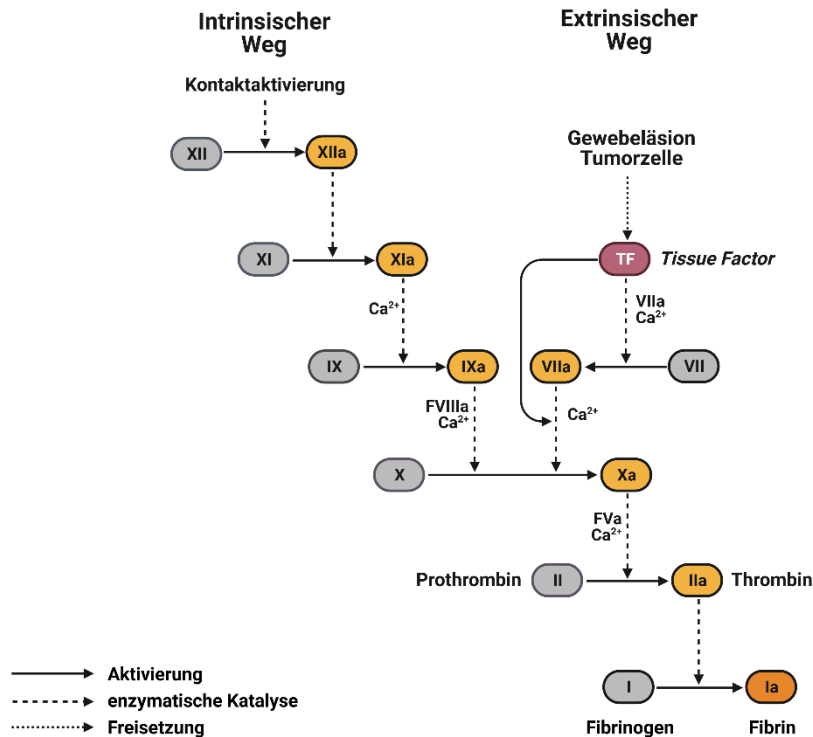 Intrinsischer
Weg
Extrinsischer
Weg
Kontaktaktivierung
XII
XIIa
Gewebeläsion
Tumorzelle
XI
XIa
TF
Tissue Factor
Ca²⁺
VIIa
Ca²⁺
IX
IXa
VIIa
VII
FVIIIa
Ca²⁺
Ca²⁺
X
Xa
FVa
Ca²⁺
Prothrombin
II
IIa
Thrombin
Aktivierung
enzymatische Katalyse
Freisetzung
I
Ia
Fibrinogen
Fibrin